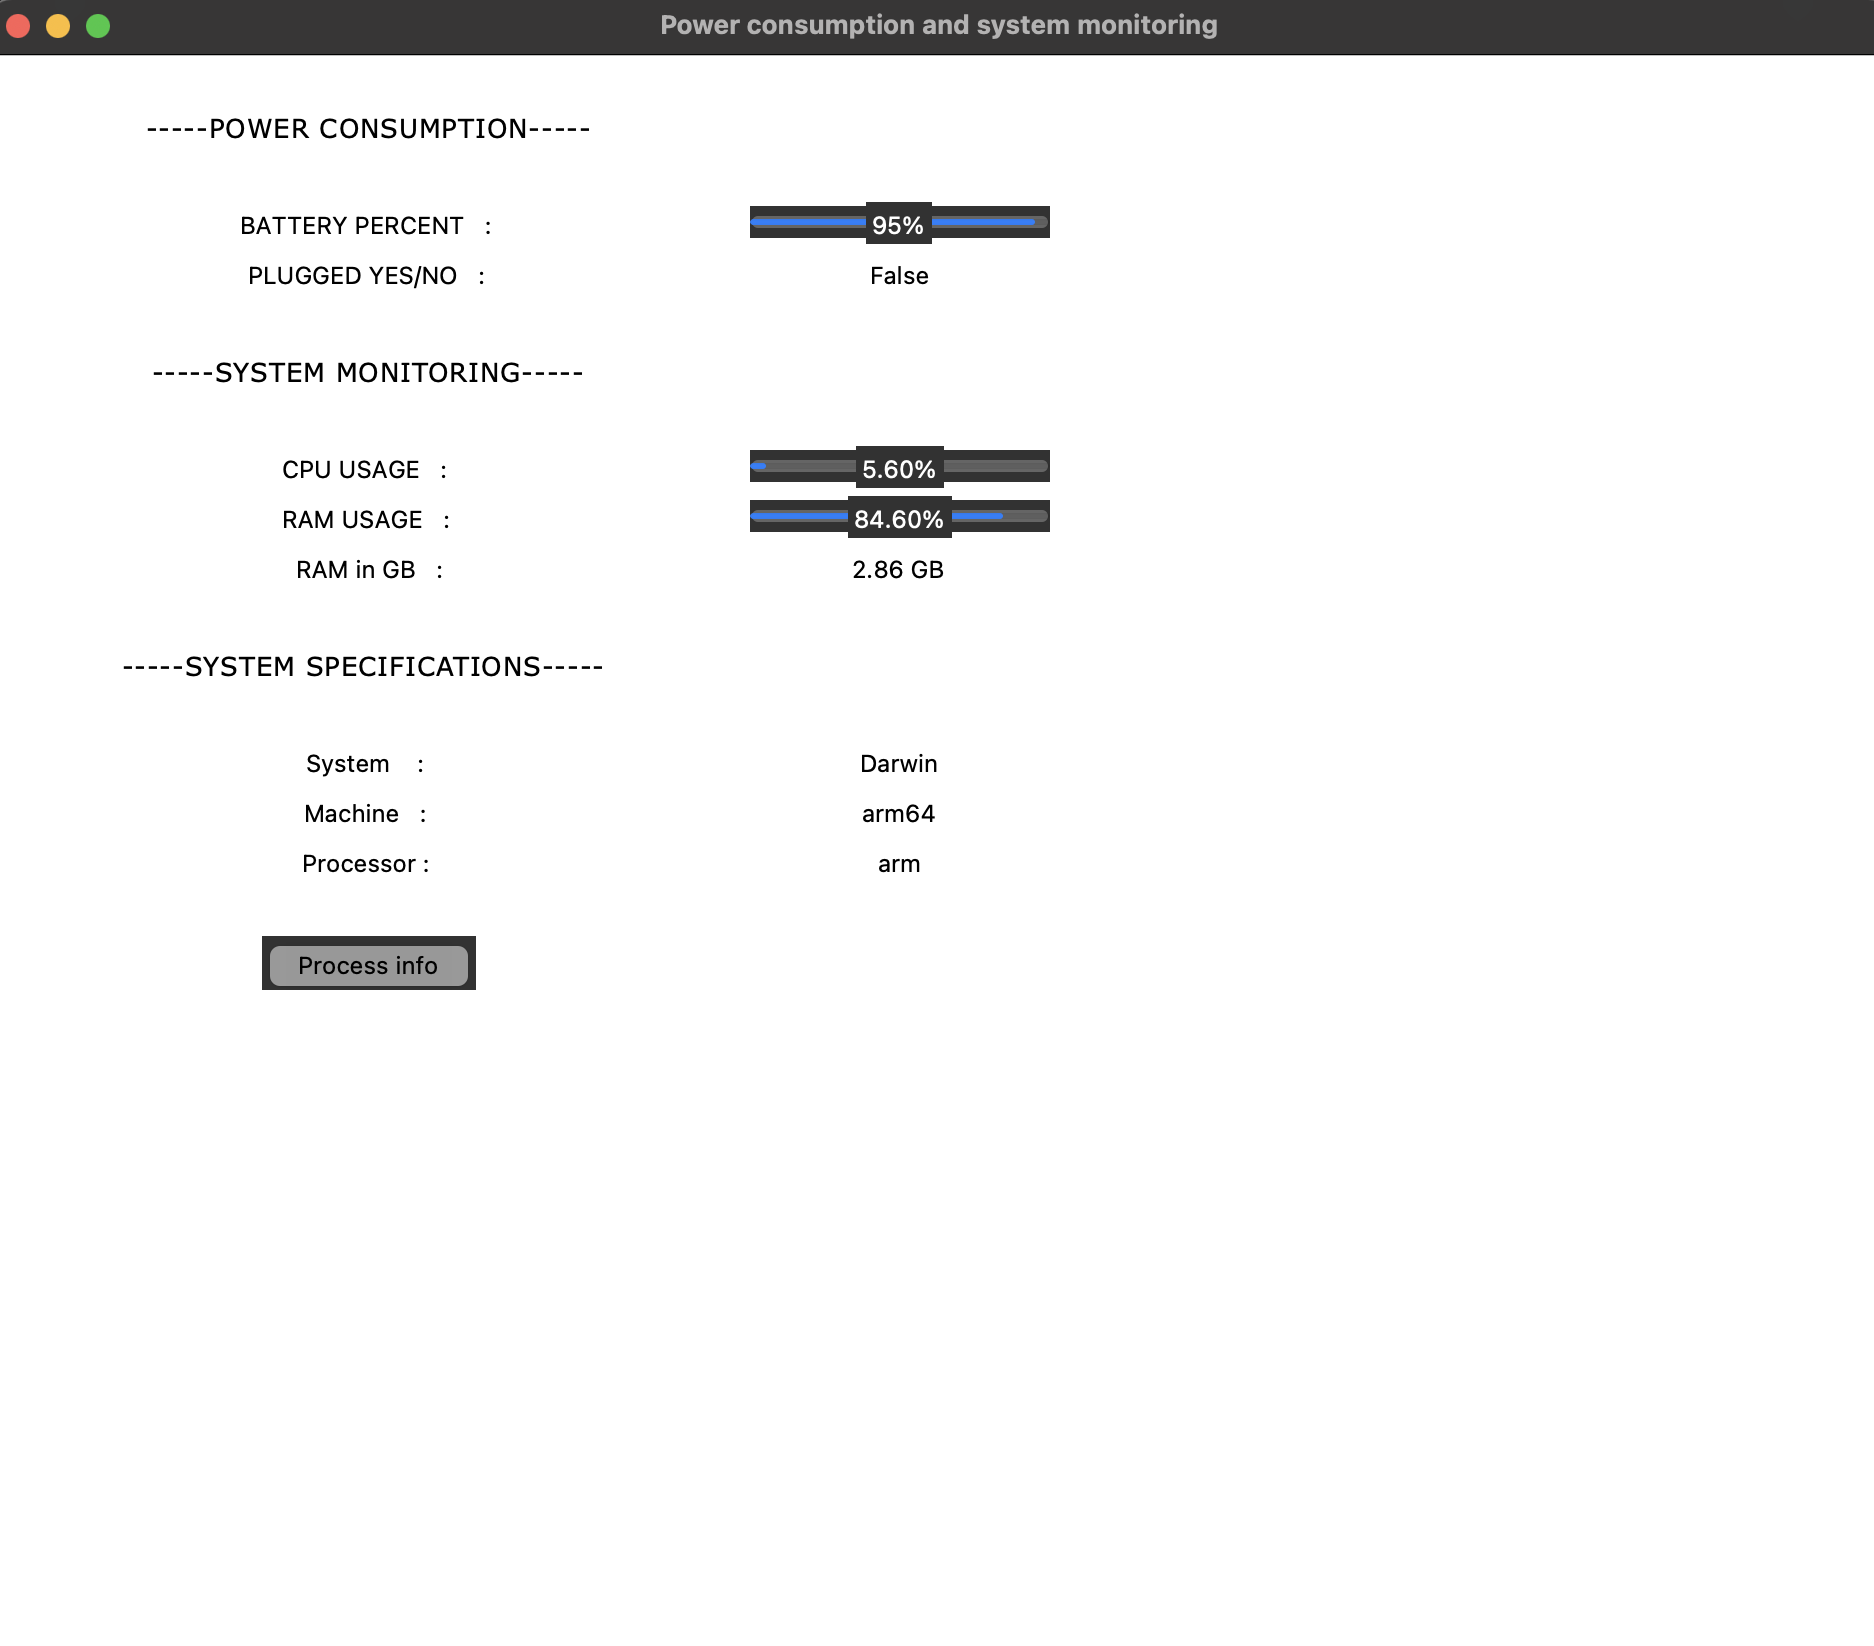 Power consumption and system monitoring
-----POWER CONSUMPTION-----
BATTERY PERCENT : 95%
PLUGGED YES/NO : False
-----SYSTEM MONITORING-----
CPU USAGE : 5.60%
RAM USAGE : 84.60%
RAM in GB : 2.86 GB
-----SYSTEM SPECIFICATIONS-----
System : Darwin
Machine : arm64
Processor : arm
Process info